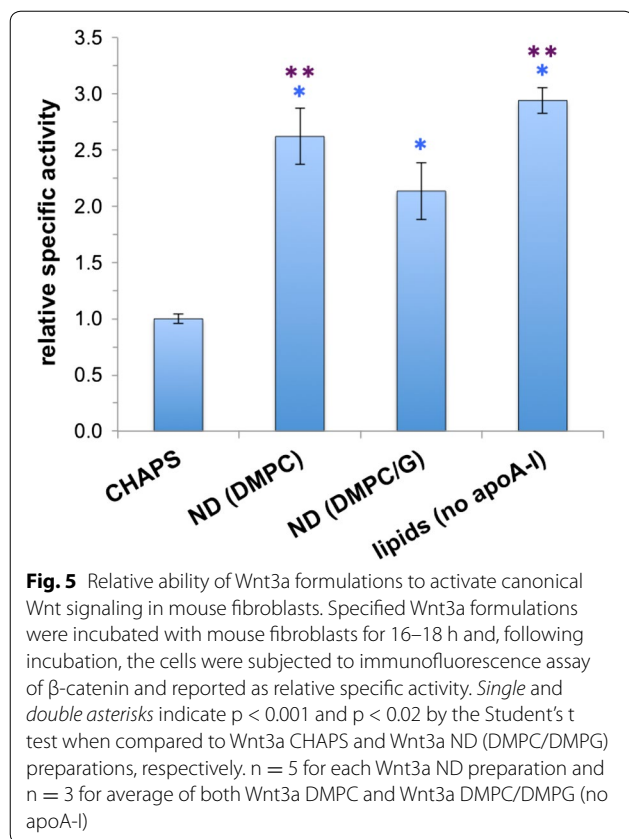 3.5
**
**
3.0
*
*
2.5
*
2.0
1.5
1.0
0.5
0.0
relative specific activity
CHAPS
ND (DMPC)
ND (DMPC/G)
lipids (no apoA-I)
Fig. 5 Relative ability of Wnt3a formulations to activate canonical
Wnt signaling in mouse fibroblasts. Specified Wnt3a formulations
were incubated with mouse fibroblasts for 16–18 h and, following
incubation, the cells were subjected to immunofluorescence assay
of β-catenin and reported as relative specific activity. Single and
double asterisks indicate p < 0.001 and p < 0.02 by the Student’s t
test when compared to Wnt3a CHAPS and Wnt3a ND (DMPC/DMPG)
preparations, respectively. n = 5 for each Wnt3a ND preparation and
n = 3 for average of both Wnt3a DMPC and Wnt3a DMPC/DMPG (no
apoA-I)